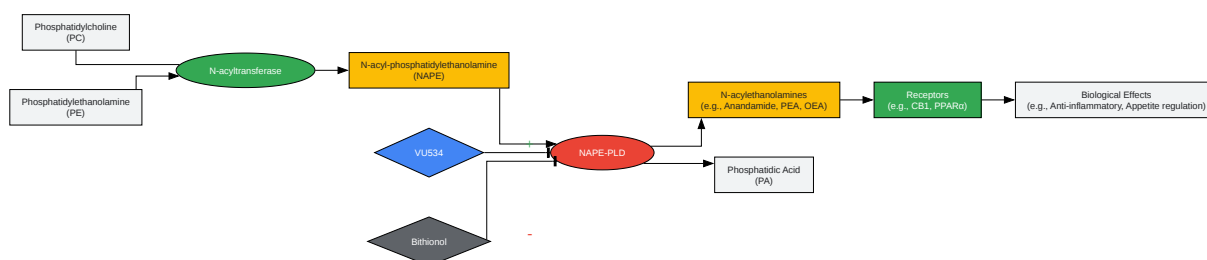 Phosphatidylcholine
(PC)
N-acyltransferase
Phosphatidylethanolamine
(PE)
N-acyl-phosphatidylethanolamine
(NAPE)
VU534
Bithionol
+
-
NAPE-PLD
N-acylethanolamines
(e.g., Anandamide, PEA, OEA)
Phosphatidic Acid
(PA)
Receptors
(e.g., CB1, PPARα)
Biological Effects
(e.g., Anti-inflammatory, Appetite regulation)